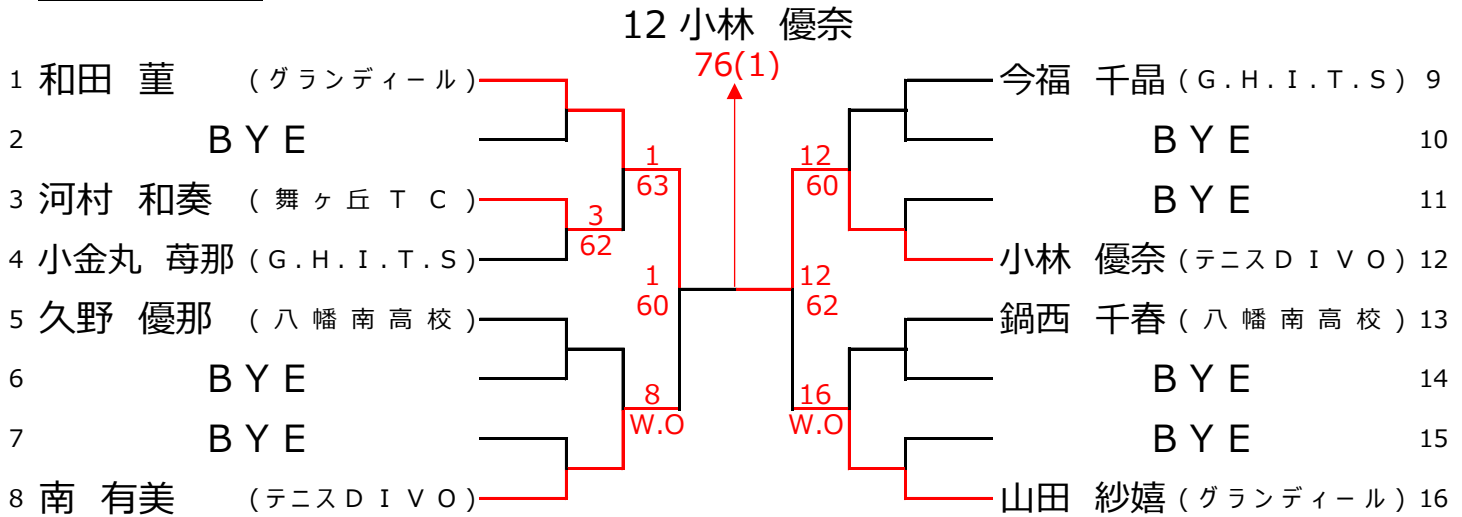 12 小林 優奈
76(1)
1 和田 菫 (グランディール)
2 BYE
3 河村 和奏 (舞ヶ丘TC)
4 小金丸 苺那 (G.H.I.T.S)
5 久野 優那 (八幡南高校)
6 BYE
7 BYE
8 南 有美 (テニスDIVO)
1
63
3
62
1
60
8
W.O
12
60
12
62
16
W.O
今福 千晶 (G.H.I.T.S) 9
BYE 10
BYE 11
小林 優奈 (テニスDIVO) 12
鍋西 千春 (八幡南高校) 13
BYE 14
BYE 15
山田 紗嬉 (グランディール) 16